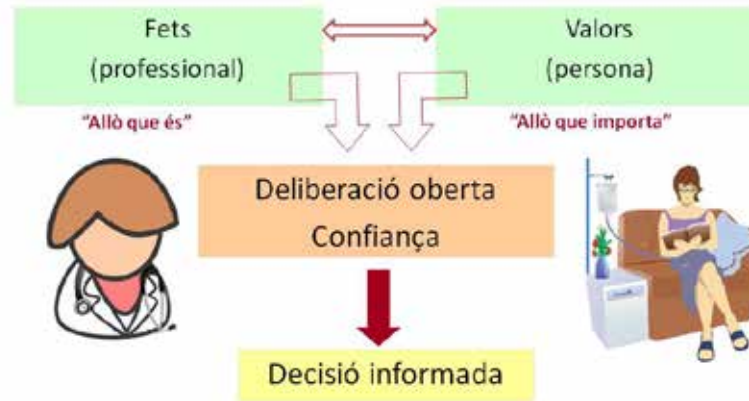 Fets
(professional)
Valors
(persona)
"Allò que és"
"Allò que importa"
Deliberació oberta
Confiança
Decisió informada